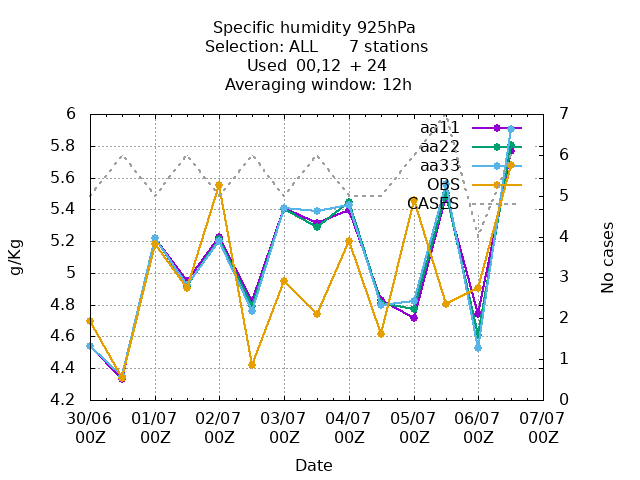 Specific humidity 925hPa
Selection: ALL 7 stations
Used 00,12 + 24
Averaging window: 12h
6 7
aa11
5.8
aa22
5.6 6
aa33
OBS
5.4 5
CASES
5.2 4
g/Kg
No cases
5 3
4.8 2
4.6
4.4 1
4.2 0
30/06 01/07 02/07 03/07 04/07 05/07 06/07 07/07
00Z 00Z 00Z 00Z 00Z 00Z 00Z 00Z
Date